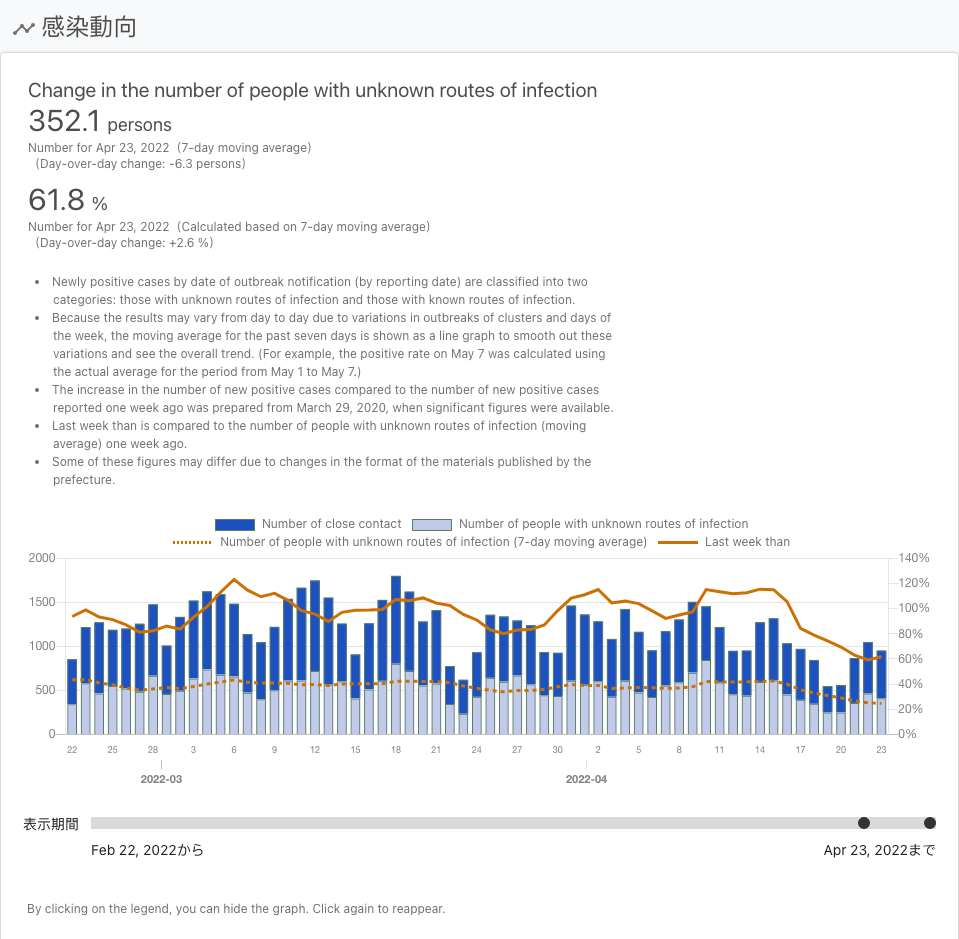 感染動向
Change in the number of people with unknown routes of infection
352.1 persons
Number for Apr 23, 2022 (7-day moving average)
(Day-over-day change: -6.3 persons)
61.8 %
Number for Apr 23, 2022 (Calculated based on 7-day moving average)
(Day-over-day change: +2.6 %)
• Newly positive cases by date of outbreak notification (by reporting date) are classified into two
categories: those with unknown routes of infection and those with known routes of infection.
• Because the results may vary from day to day due to variations in outbreaks of clusters and days of
the week, the moving average for the past seven days is shown as a line graph to smooth out these
variations and see the overall trend. (For example, the positive rate on May 7 was calculated using
the actual average for the period from May 1 to May 7.)
• The increase in the number of new positive cases compared to the number of new positive cases
reported one week ago was prepared from March 29, 2020, when significant figures were available.
• Last week than is compared to the number of people with unknown routes of infection (moving
average) one week ago.
• Some of these figures may differ due to changes in the format of the materials published by the
prefecture.
Number of close contact Number of people with unknown routes of infection
Number of people with unknown routes of infection (7-day moving average) Last week than
2000 140%
120%
1500 100%
1000 80%
60%
500 40%
20%
0 0%
22 25 28 3 6 9 12 15 18 21 24 27 30 2 5 8 11 14 17 20 23
2022-03 2022-04
表示期間
Feb 22, 2022から Apr 23, 2022まで
By clicking on the legend, you can hide the graph. Click again to reappear.